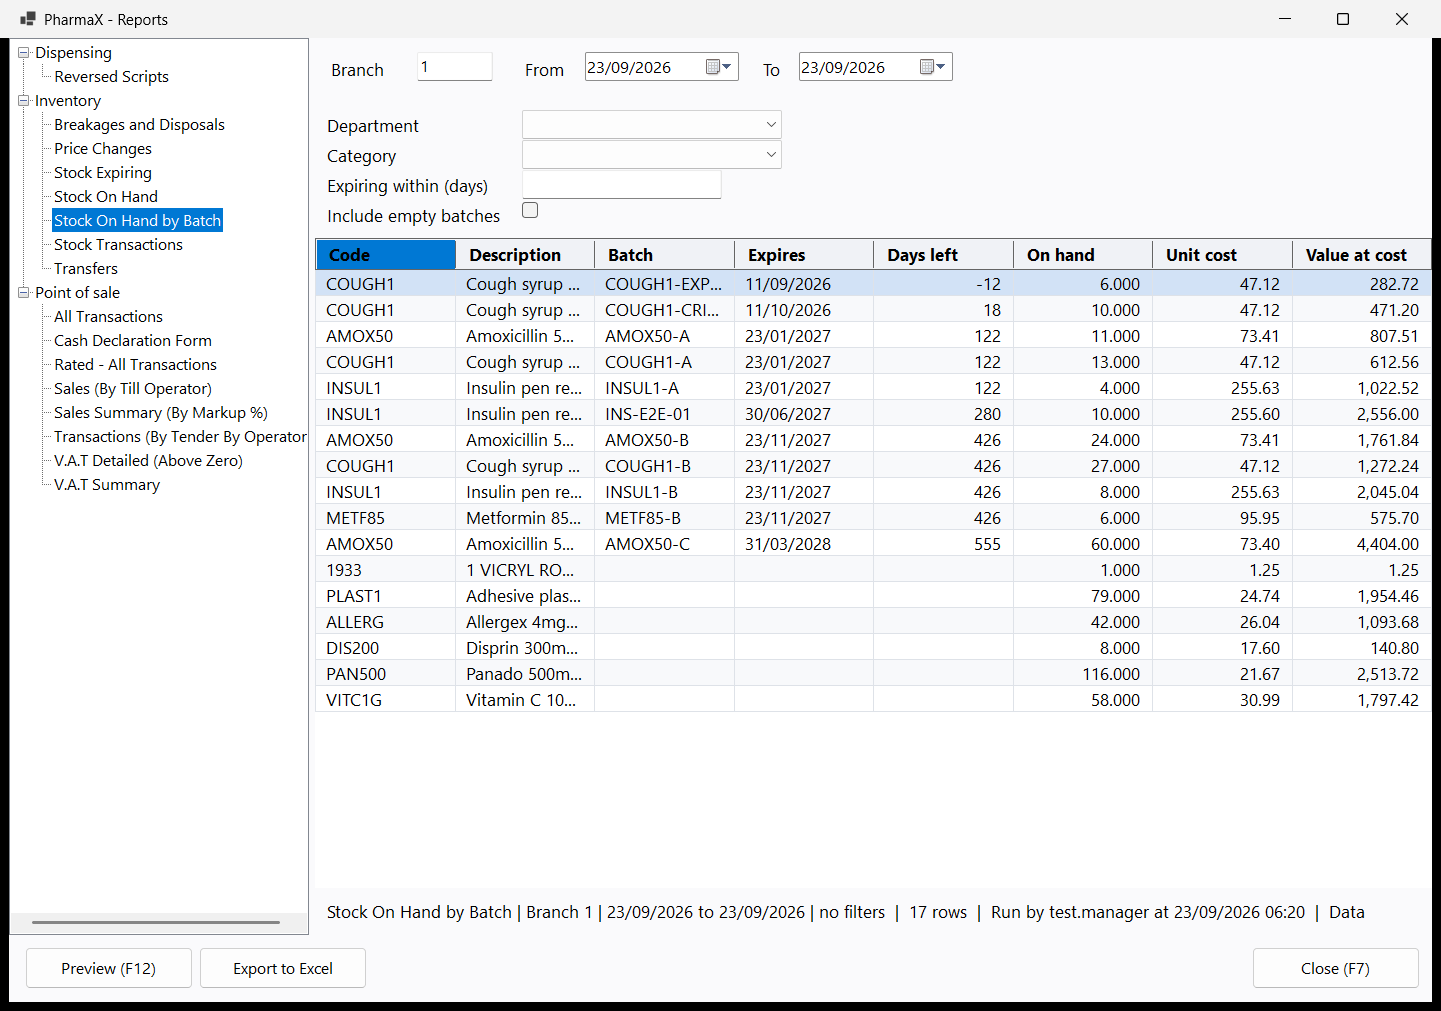 PharmaX - Reports
Dispensing
Reversed Scripts
Inventory
Breakages and Disposals
Price Changes
Stock Expiring
Stock On Hand
Stock On Hand by Batch
Stock Transactions
Transfers
Point of sale
All Transactions
Cash Declaration Form
Rated - All Transactions
Sales (By Till Operator)
Sales Summary (By Markup %)
Transactions (By Tender By Operator
V.A.T Detailed (Above Zero)
V.A.T Summary
Branch 1 From 23/09/2026 To 23/09/2026
Department
Category
Expiring within (days)
Include empty batches
Code Description Batch Expires Days left On hand Unit cost Value at cost
COUGH1 Cough syrup ... COUGH1-EXP... 11/09/2026 -12 6.000 47.12 282.72
COUGH1 Cough syrup ... COUGH1-CRI... 11/10/2026 18 10.000 47.12 471.20
AMOX50 Amoxicillin 5... AMOX50-A 23/01/2027 122 11.000 73.41 807.51
COUGH1 Cough syrup ... COUGH1-A 23/01/2027 122 13.000 47.12 612.56
INSUL1 Insulin pen re... INSUL1-A 23/01/2027 122 4.000 255.63 1,022.52
INSUL1 Insulin pen re... INS-E2E-01 30/06/2027 280 10.000 255.60 2,556.00
AMOX50 Amoxicillin 5... AMOX50-B 23/11/2027 426 24.000 73.41 1,761.84
COUGH1 Cough syrup ... COUGH1-B 23/11/2027 426 27.000 47.12 1,272.24
INSUL1 Insulin pen re... INSUL1-B 23/11/2027 426 8.000 255.63 2,045.04
METF85 Metformin 85... METF85-B 23/11/2027 426 6.000 95.95 575.70
AMOX50 Amoxicillin 5... AMOX50-C 31/03/2028 555 60.000 73.40 4,404.00
1933 1 VICRYL RO... 1.000 1.25 1.25
PLAST1 Adhesive plas... 79.000 24.74 1,954.46
ALLERG Allergex 4mg... 42.000 26.04 1,093.68
DIS200 Disprin 300m... 8.000 17.60 140.80
PAN500 Panado 500m... 116.000 21.67 2,513.72
VITC1G Vitamin C 10... 58.000 30.99 1,797.42
Stock On Hand by Batch | Branch 1 | 23/09/2026 to 23/09/2026 | no filters | 17 rows | Run by test.manager at 23/09/2026 06:20 | Data
Preview (F12) Export to Excel Close (F7)